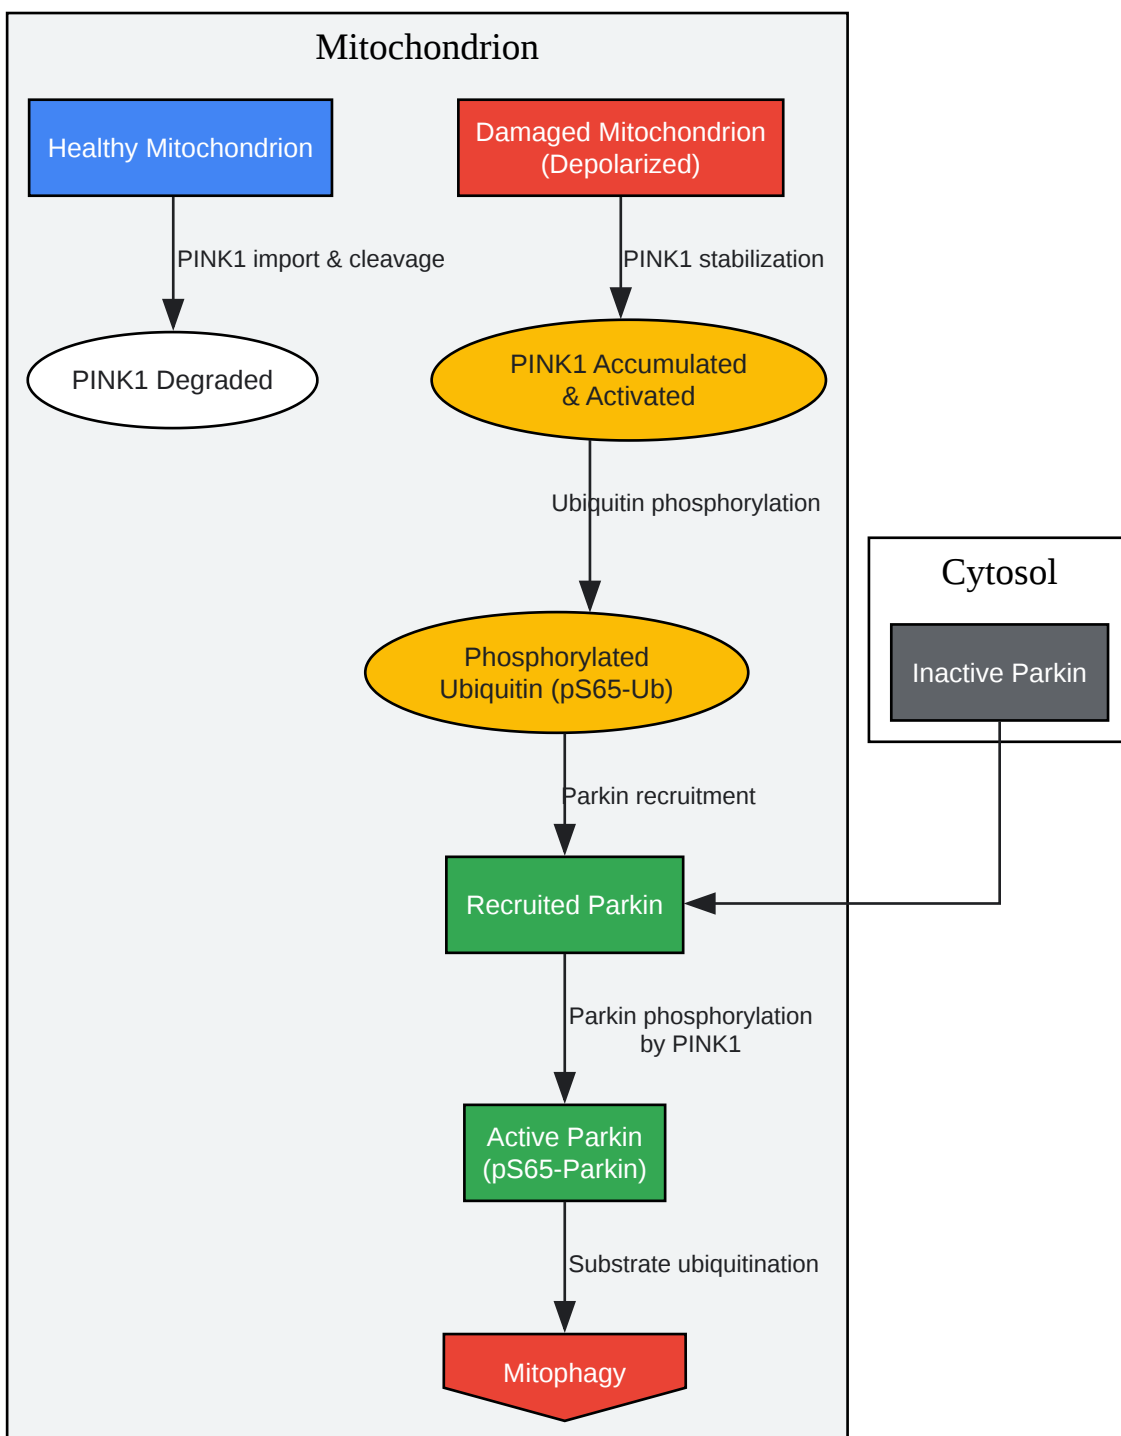 Mitochondrion
Healthy Mitochondrion
Damaged Mitochondrion
(Depolarized)
PINK1 import & cleavage
PINK1 stabilization
PINK1 Degraded
PINK1 Accumulated
& Activated
Ubiquitin phosphorylation
Cytosol
Phosphorylated
Ubiquitin (pS65-Ub)
Inactive Parkin
Parkin recruitment
Recruited Parkin
Parkin phosphorylation
by PINK1
Active Parkin
(pS65-Parkin)
Substrate ubiquitination
Mitophagy